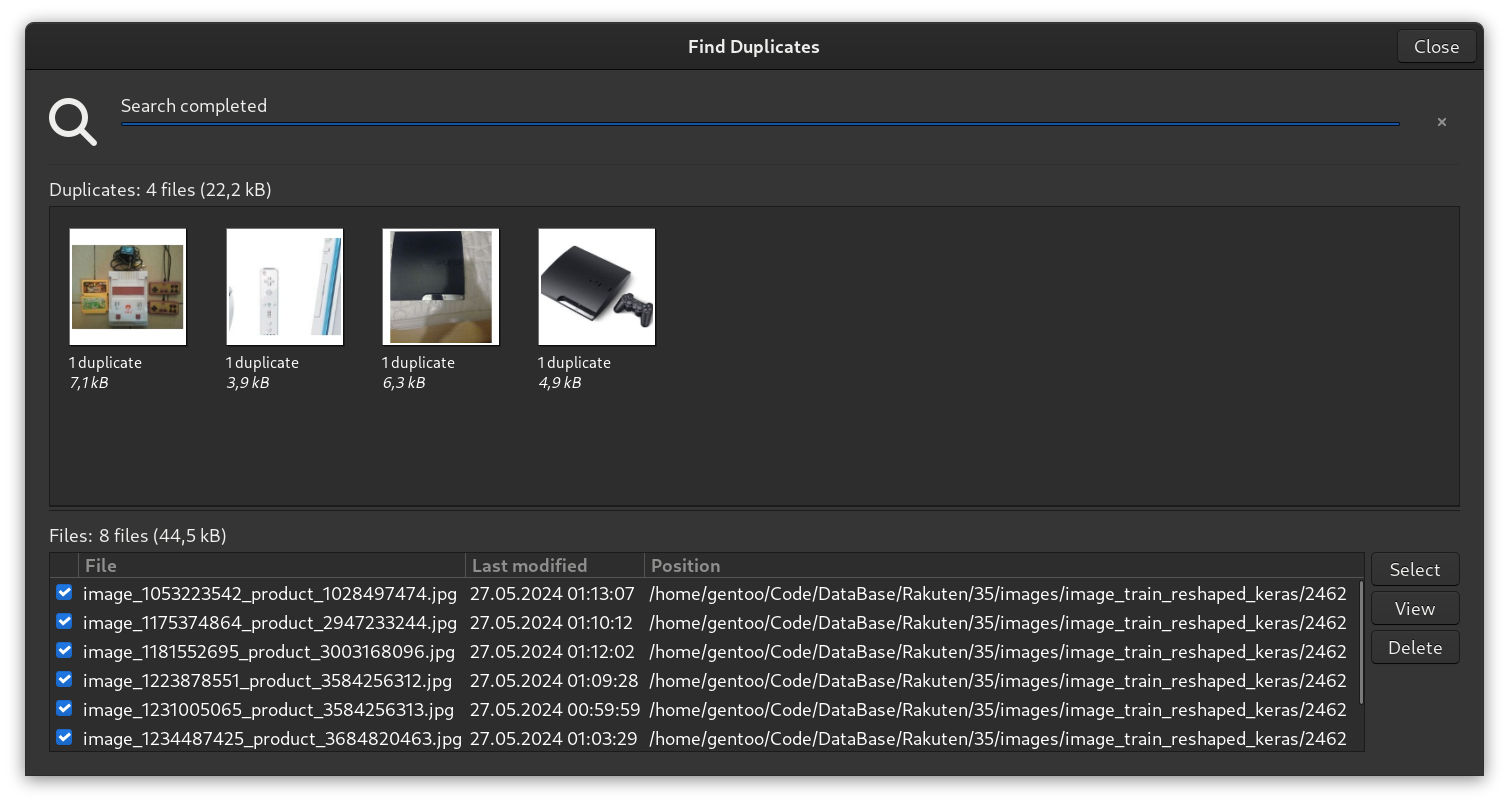 Find Duplicates
Close
Search completed
Duplicates: 4 files (22,2 kB)
1 duplicate 1 duplicate 1 duplicate 1 duplicate
7,1 kB 3,9 kB 6,3 kB 4,9 kB
Files: 8 files (44,5 kB)
File Last modified Position
Select
image_1053223542_product_1028497474.jpg 27.05.2024 01:13:07 /home/gentoo/Code/DataBase/Rakuten/35/images/image_train_reshaped_keras/2462
View
image_1175374864_product_2947233244.jpg 27.05.2024 01:10:12 /home/gentoo/Code/DataBase/Rakuten/35/images/image_train_reshaped_keras/2462
Delete
image_1181552695_product_3003168096.jpg 27.05.2024 01:12:02 /home/gentoo/Code/DataBase/Rakuten/35/images/image_train_reshaped_keras/2462
image_1223878551_product_3584256312.jpg 27.05.2024 01:09:28 /home/gentoo/Code/DataBase/Rakuten/35/images/image_train_reshaped_keras/2462
image_1231005065_product_3584256313.jpg 27.05.2024 00:59:59 /home/gentoo/Code/DataBase/Rakuten/35/images/image_train_reshaped_keras/2462
image_1234487425_product_3684820463.jpg 27.05.2024 01:03:29 /home/gentoo/Code/DataBase/Rakuten/35/images/image_train_reshaped_keras/2462